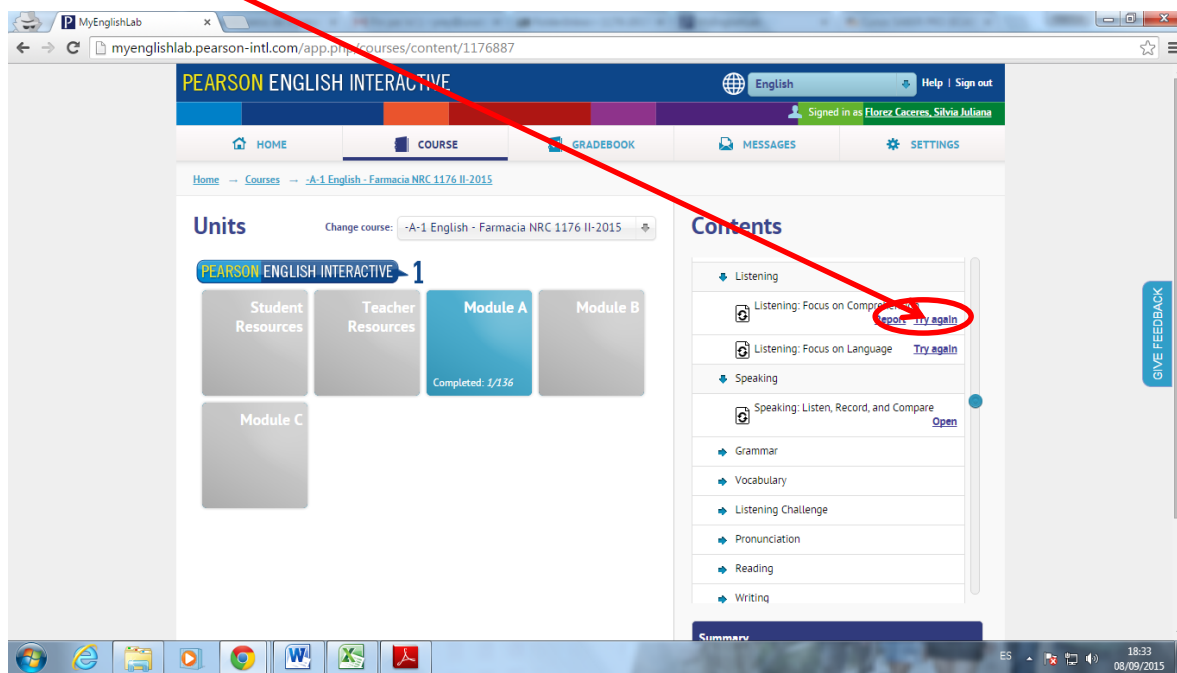 MyEnglishLab
myenglishlab.pearson-intl.com/app.php/courses/content/1176887
PEARSON ENGLISH INTERACTIVE
English
Help | Sign out
Signed in as Florez Caceres, Silvia Juliana
HOME
COURSE
GRADEBOOK
MESSAGES
SETTINGS
Home → Courses → -A-1 English - Farmacia NRC 1176 II-2015
Units
Change course: -A-1 English - Farmacia NRC 1176 II-2015
PEARSON ENGLISH INTERACTIVE 1
Student Resources
Teacher Resources
Module A
Completed: 1/136
Module B
Module C
Contents
Listening
Listening: Focus on Comprehension
Report Try again
Listening: Focus on Language Try again
Speaking
Speaking: Listen, Record, and Compare
Open
Grammar
Vocabulary
Listening Challenge
Pronunciation
Reading
Writing
Summary
GIVE FEEDBACK
ES
18:33
08/09/2015